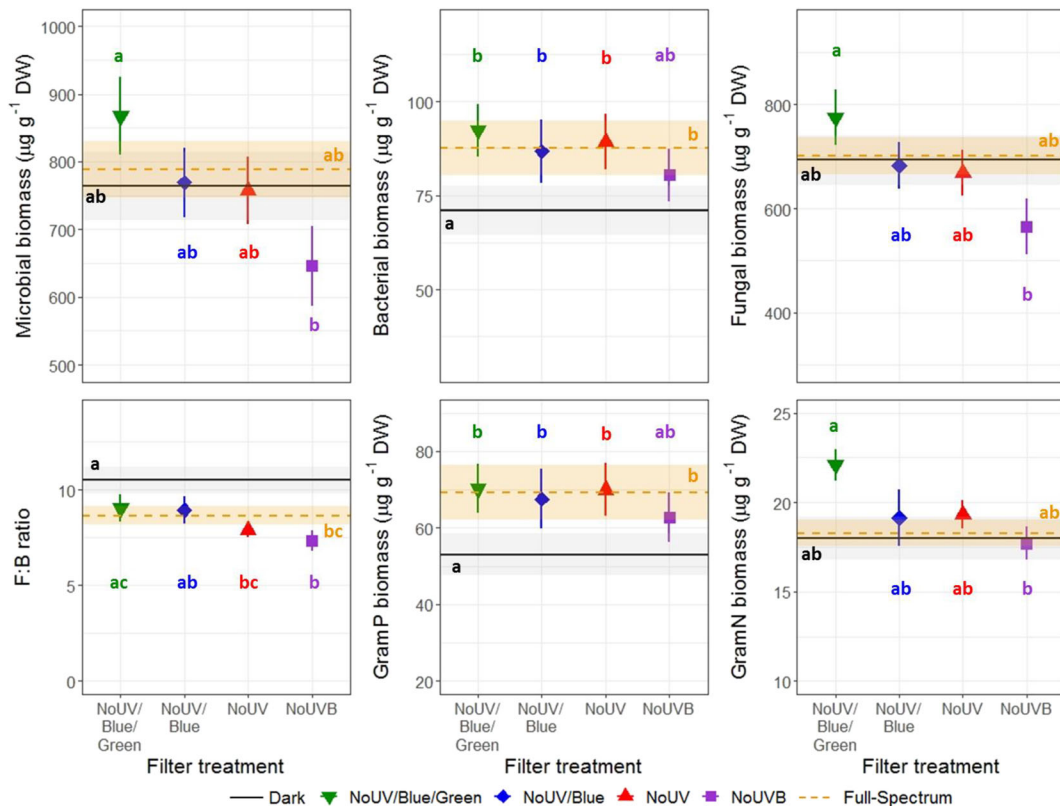 Microbial biomass (µg g⁻¹ DW)
1000
900
800
700
600
500
a
ab
ab
ab
ab
b
Bacterial biomass (µg g⁻¹ DW)
100
75
50
b
b
b
ab
b
a
Fungal biomass (µg g⁻¹ DW)
800
600
400
a
ab
ab
ab
ab
b
F:B ratio
10
5
0
a
bc
ac
ab
bc
b
NoUV/
Blue/
Green
NoUV/
Blue
NoUV
NoUVB
Filter treatment
GramP biomass (µg g⁻¹ DW)
80
60
40
20
b
b
b
ab
b
a
NoUV/
Blue/
Green
NoUV/
Blue
NoUV
NoUVB
Filter treatment
GramN biomass (µg g⁻¹ DW)
25
20
15
10
a
ab
ab
ab
ab
b
NoUV/
Blue/
Green
NoUV/
Blue
NoUV
NoUVB
Filter treatment
Dark NoUV/Blue/Green NoUV/Blue NoUV NoUVB Full-Spectrum